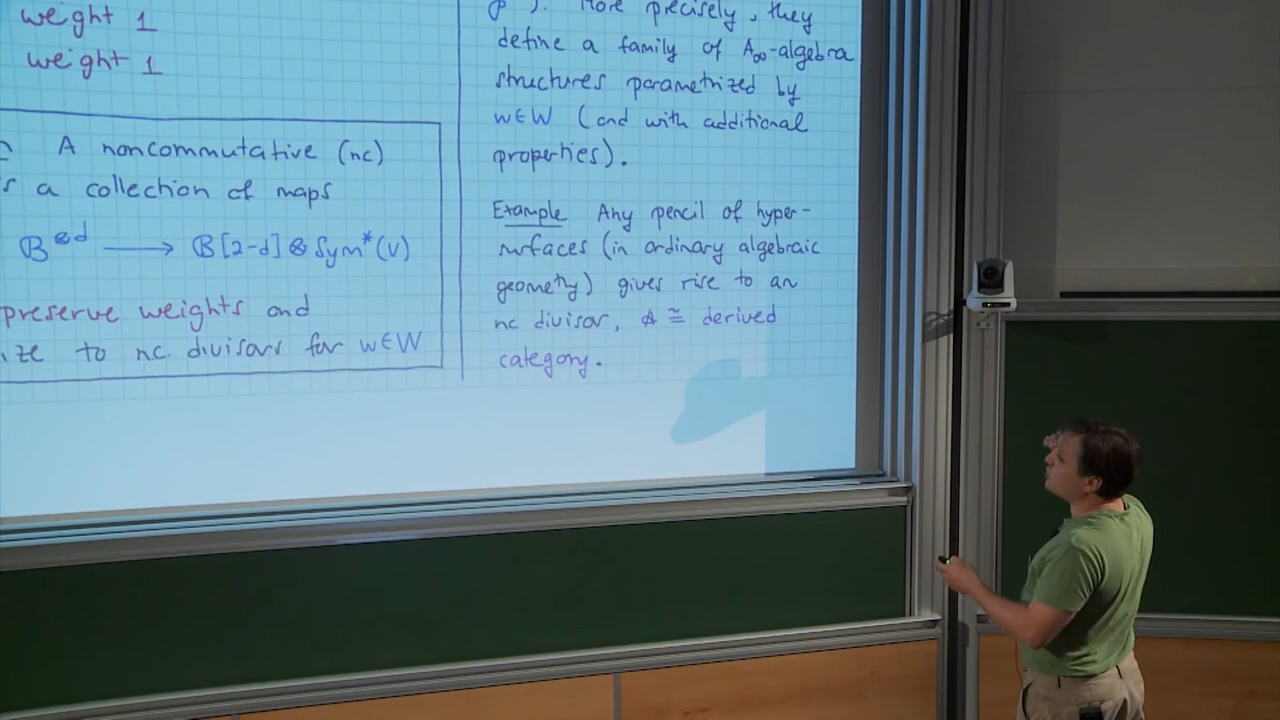 weight 1
weight 1
A noncommutative (nc)
a collection of maps
B^⊗d ⟶ B[2-d] ⊗ Sym*(V)
preserve weights and
ize to nc. divisors for w∈W
). More precisely, they
define a family of A∞-algebra
structures parametrized by
w∈W (and with additional
properties).
Example Any pencil of hyper-
surfaces (in ordinary algebraic
geometry) gives rise to an
nc divisor, A ≅ derived
category.